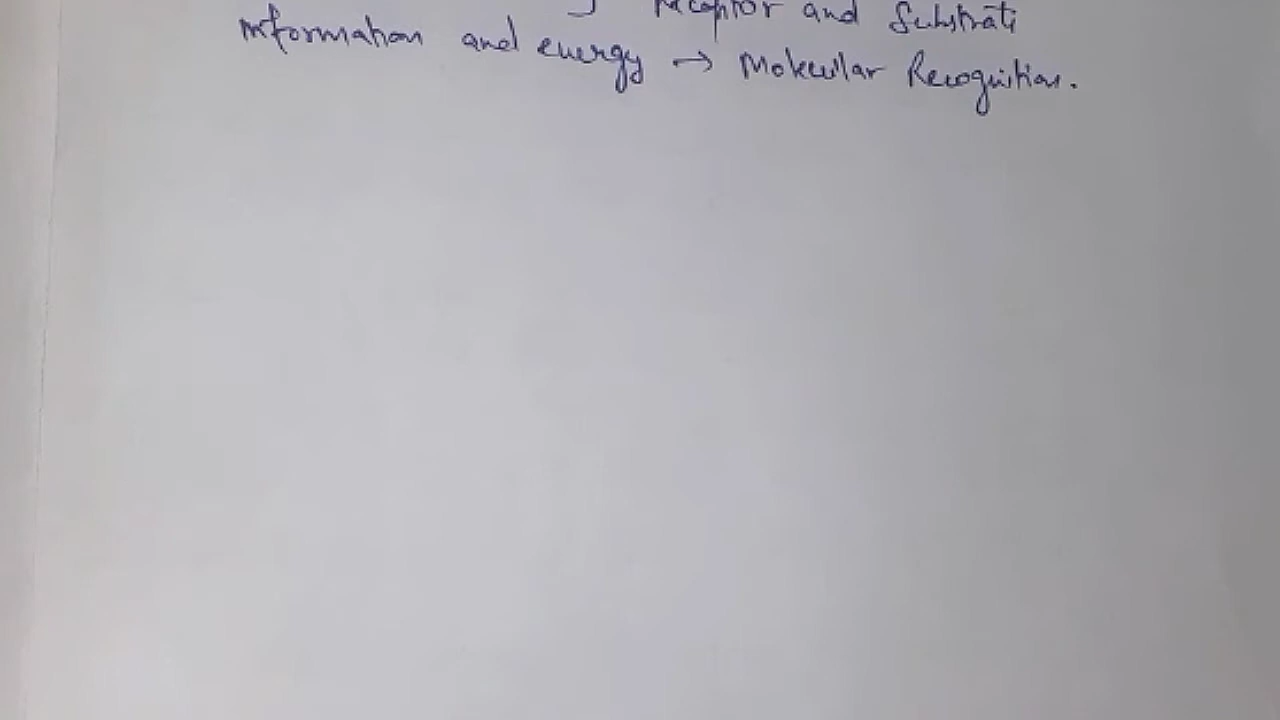 receptor and Substrate
information and energy → Molecular Recognition.